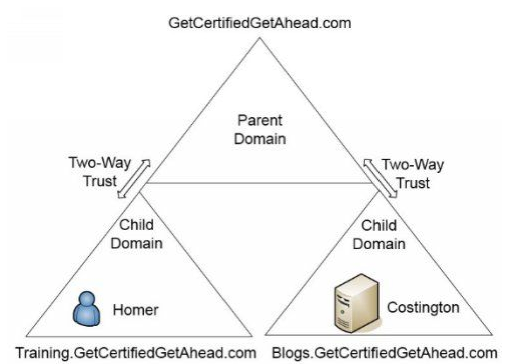 GetCertifiedGetAhead.com
Parent
Domain
Two-Way
Trust
Two-Way
Trust
Child
Domain
Child
Domain
Homer
Costington
Training.GetCertifiedGetAhead.com
Blogs.GetCertifiedGetAhead.com